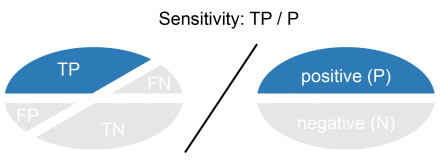 Sensitivity: TP / P
TP
FN
FP
TN
positive (P)
negative (N)